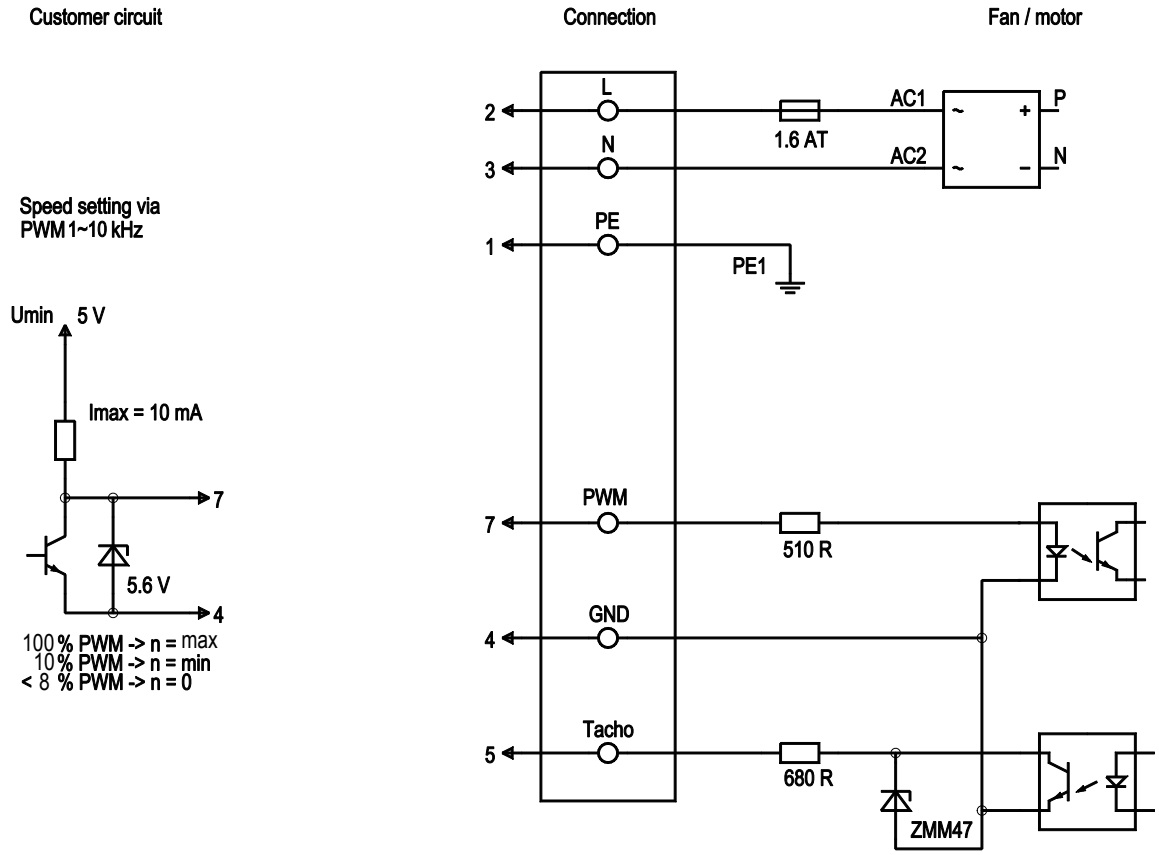 Customer circuit
Connection
Fan / motor
L
2
AC1
~
+
P
1.6 AT
N
3
AC2
~
–
N
Speed setting via
PWM 1~10 kHz
PE
1
PE1
Umin
5 V
Imax = 10 mA
7
PWM
7
510 R
5.6 V
4
GND
4
100 % PWM -> n = max
10 % PWM -> n = min
< 8 % PWM -> n = 0
Tacho
5
680 R
ZMM47